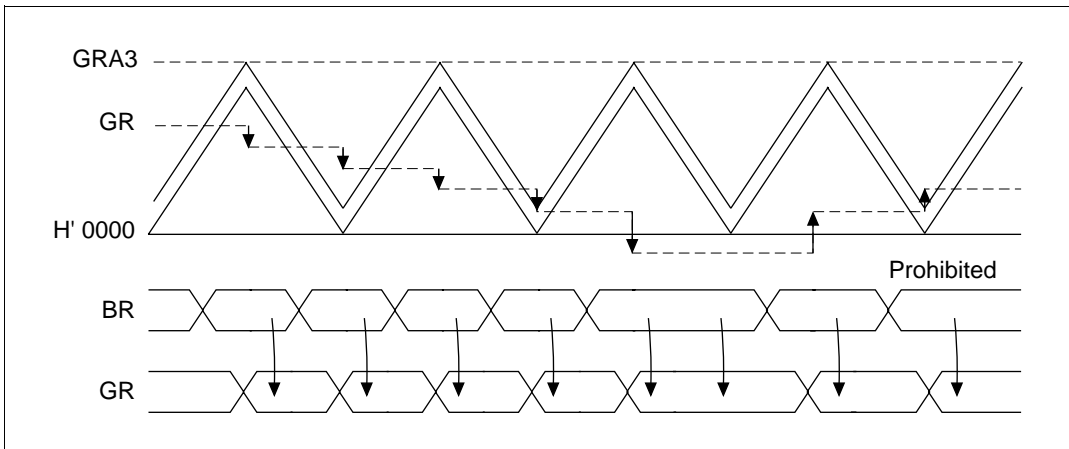 GRA3
GR
H' 0000
Prohibited
BR
GR